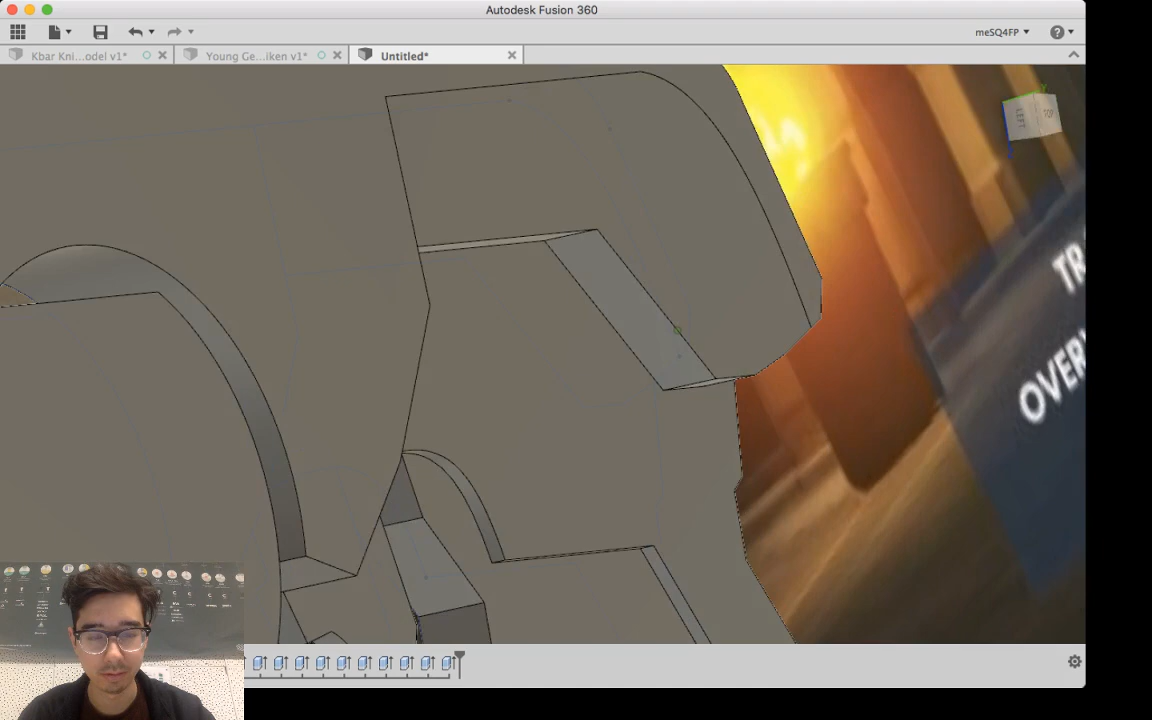 Autodesk Fusion 360
meSQ4FP
Kbar Kni...odel v1*
Young Ge...iken v1*
Untitled*
LEFT
TOP
TR
OVER